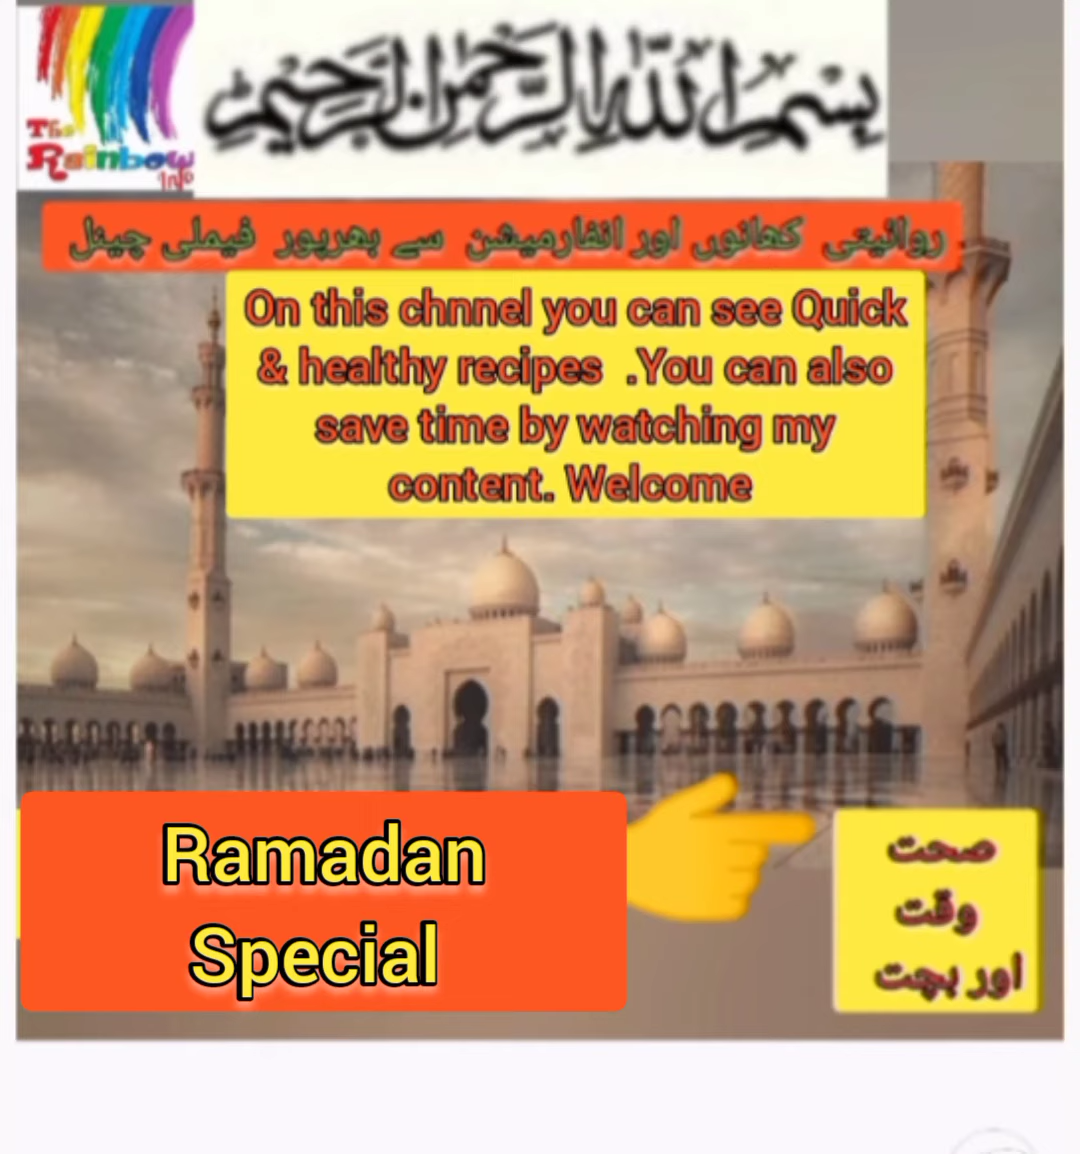 The
Rainbow
Info
بسم الله الرحمن الرحیم
روائیتی کھانوں اور انفارمیشن سے بھرپور فیملی چینل
On this chnnel you can see Quick
& healthy recipes .You can also
save time by watching my
content. Welcome
Ramadan
Special
صحت
وقت
اور بچت